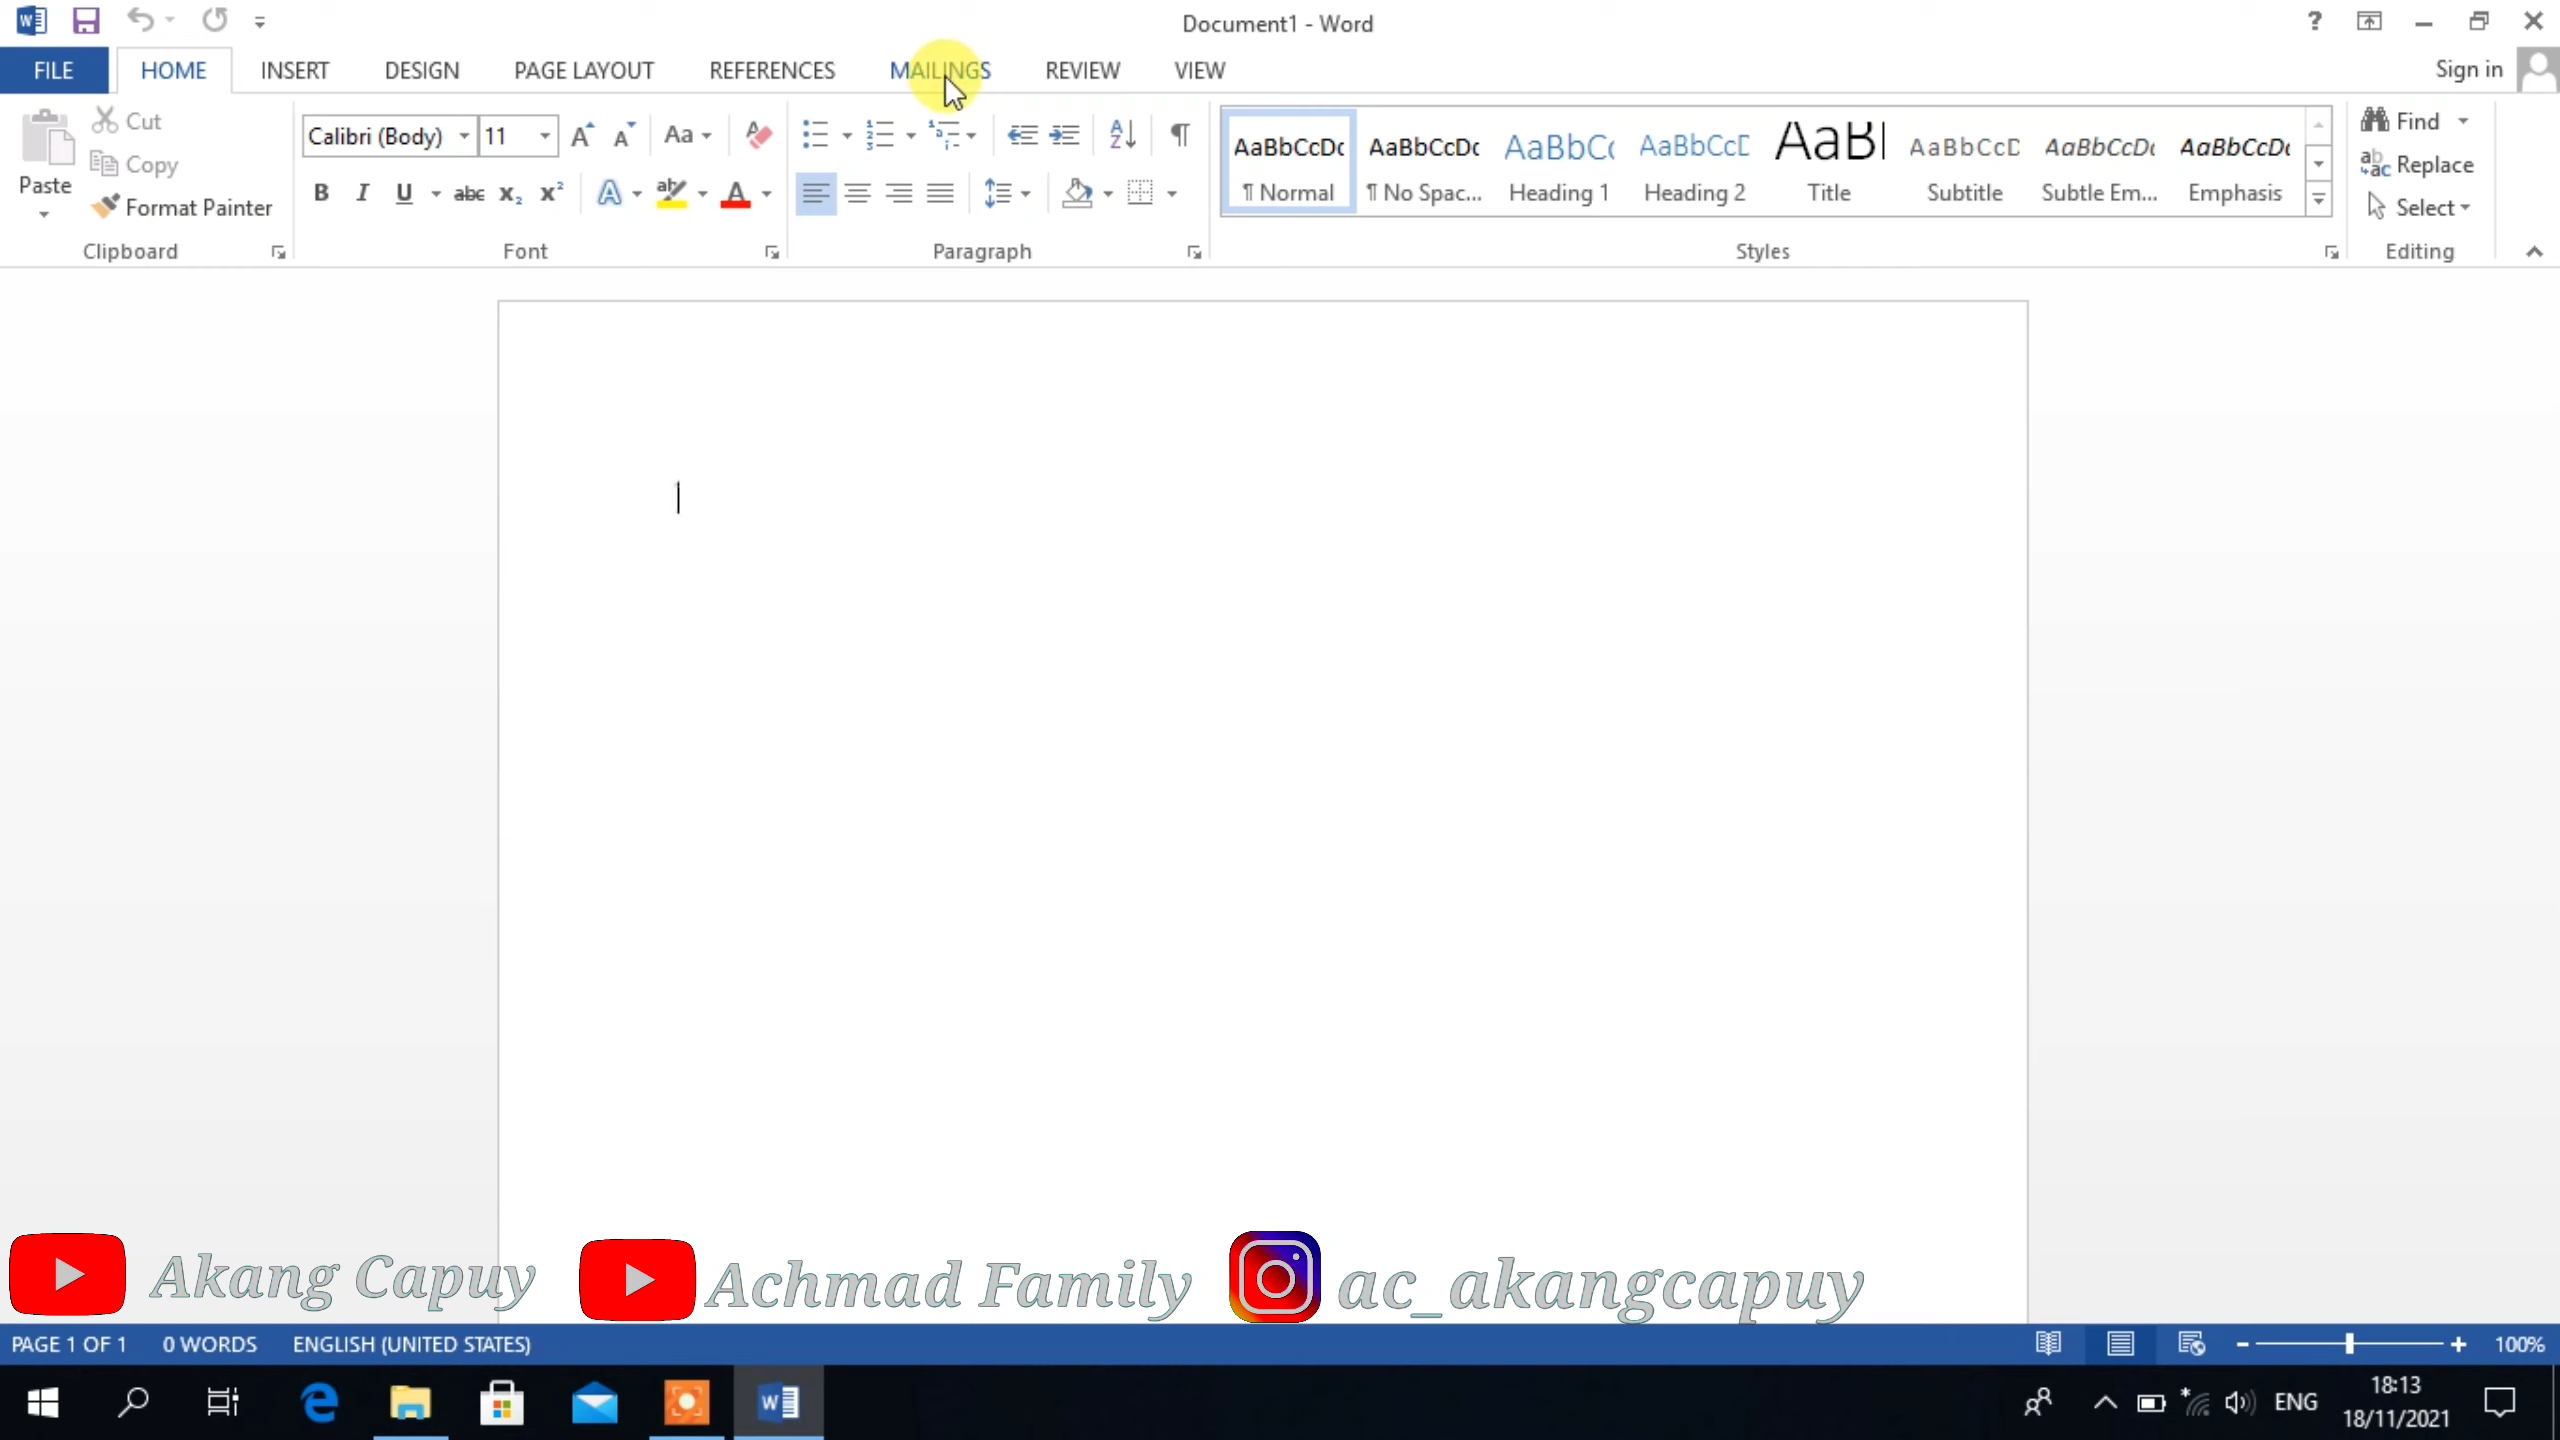 Document1 - Word
FILE HOME INSERT DESIGN PAGE LAYOUT REFERENCES MAILINGS REVIEW VIEW Sign in
Paste Cut Copy Format Painter Clipboard
Calibri (Body) 11 Aa Font
Paragraph
AaBbCcDc AaBbCcDc AaBbC AaBbCc AaB AaBbCcD AaBbCcDc AaBbCcDc
¶ Normal ¶ No Spac... Heading 1 Heading 2 Title Subtitle Subtle Em... Emphasis
Styles
Find Replace Select Editing
Akang Capuy Achmad Family ac_akangcapuy
PAGE 1 OF 1 0 WORDS ENGLISH (UNITED STATES) 100%
ENG 18:13
18/11/2021